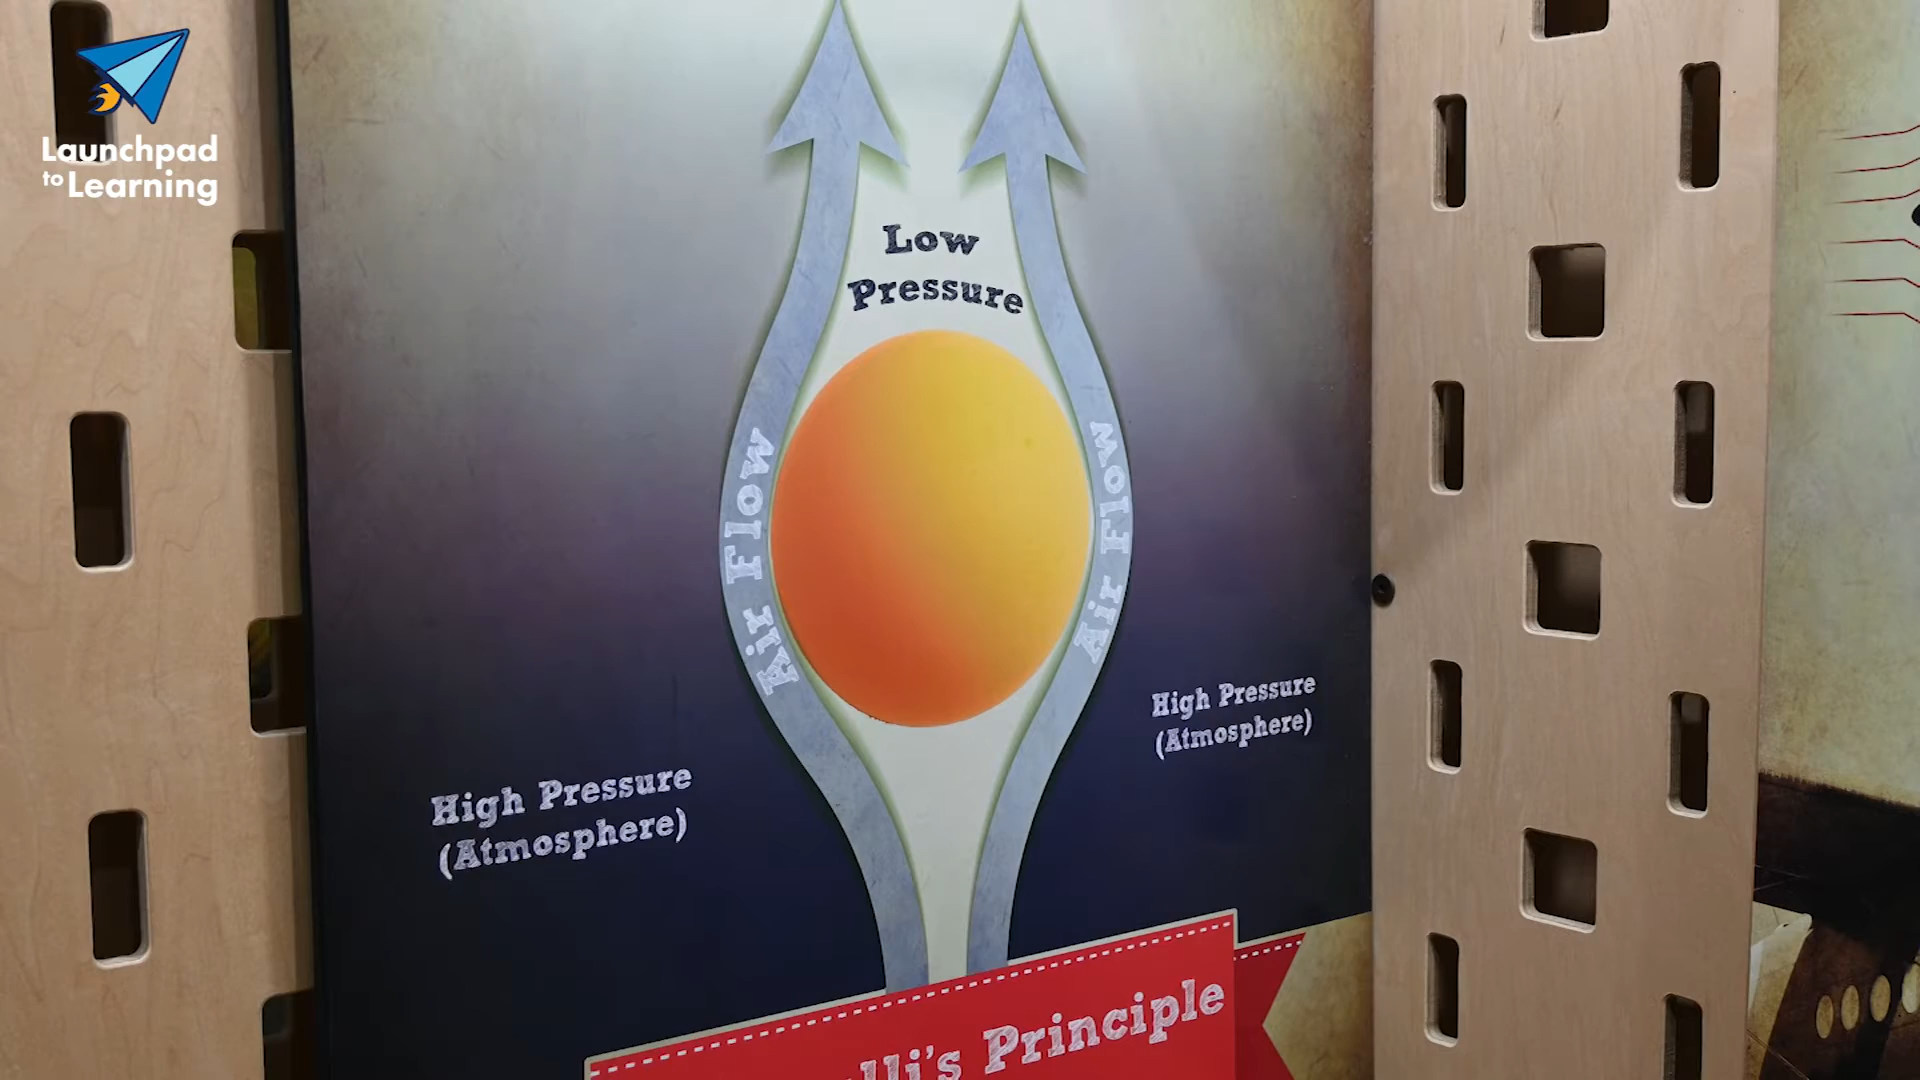 Launchpad
to Learning
Low
Pressure
Air Flow
Air Flow
High Pressure
(Atmosphere)
High Pressure
(Atmosphere)
Principle